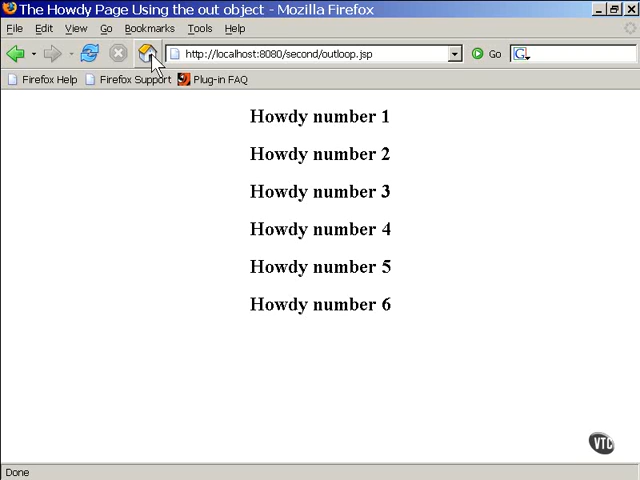 The Howdy Page Using the out object - Mozilla Firefox
File Edit View Go Bookmarks Tools Help
http://localhost:8080/second/outloop.jsp Go G
Firefox Help Firefox Support Plug-in FAQ
Howdy number 1
Howdy number 2
Howdy number 3
Howdy number 4
Howdy number 5
Howdy number 6
VTC
Done